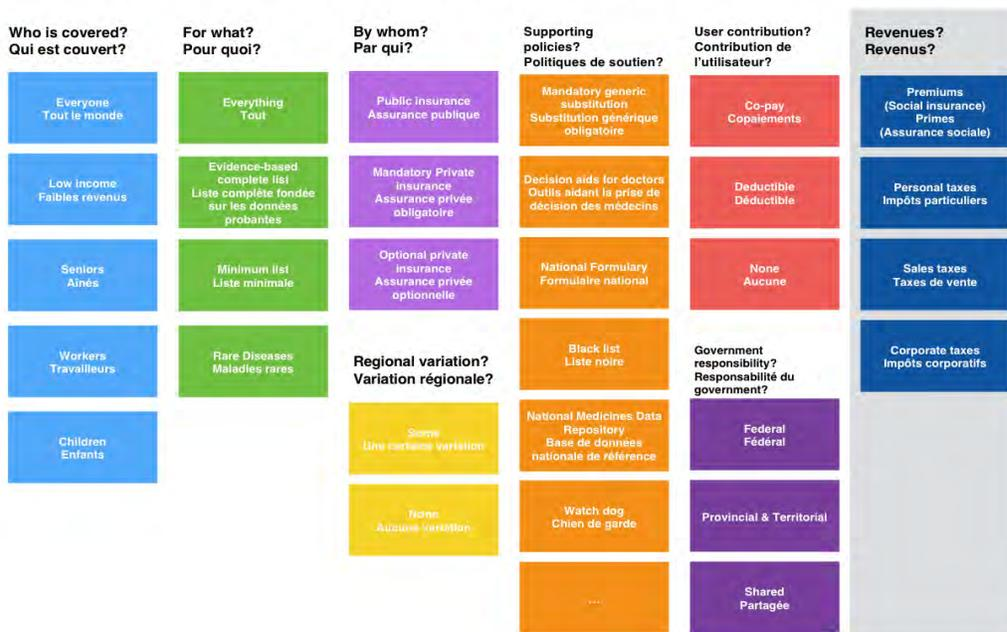 Who is covered?
Qui est couvert?
Everyone
Tout le monde
Low income
Faibles revenus
Seniors
Aînés
Workers
Travailleurs
Children
Enfants
For what?
Pour quoi?
Everything
Tout
Evidence-based
complete list
Liste complète fondée
sur les données
probantes
Minimum list
Liste minimale
Rare Diseases
Maladies rares
By whom?
Par qui?
Public insurance
Assurance publique
Mandatory Private
insurance
Assurance privée
obligatoire
Optional private
insurance
Assurance privée
optionnelle
Regional variation?
Variation régionale?
Some
Une certaine variation
None
Aucune variation
Supporting
policies?
Politiques de soutien?
Mandatory generic
substitution
Substitution générique
obligatoire
Decision aids for doctors
Outils aidant la prise de
décision des médecins
National Formulary
Formulaire national
Black list
Liste noire
National Medicines Data
Repository
Base de données
nationale de référence
Watch dog
Chien de garde
....
User contribution?
Contribution de
l'utilisateur?
Co-pay
Copaiements
Deductible
Déductible
None
Aucune
Government
responsibility?
Responsabilité du
government?
Federal
Fédéral
Provincial & Territorial
Shared
Partagée
Revenues?
Revenus?
Premiums
(Social insurance)
Primes
(Assurance sociale)
Personal taxes
Impôts particuliers
Sales taxes
Taxes de vente
Corporate taxes
Impôts corporatifs